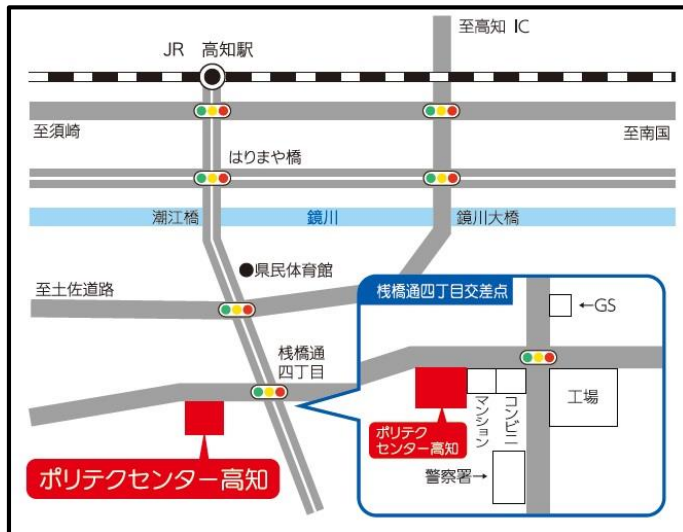 至高知 IC
JR 高知駅
至須崎
至南国
はりまや橋
潮江橋
鏡川
鏡川大橋
●県民体育館
至土佐道路
桟橋通四丁目交差点
←GS
桟橋通
四丁目
工場
マンション
コンビニ
ポリテク
センター高知
ポリテクセンター高知
警察署→